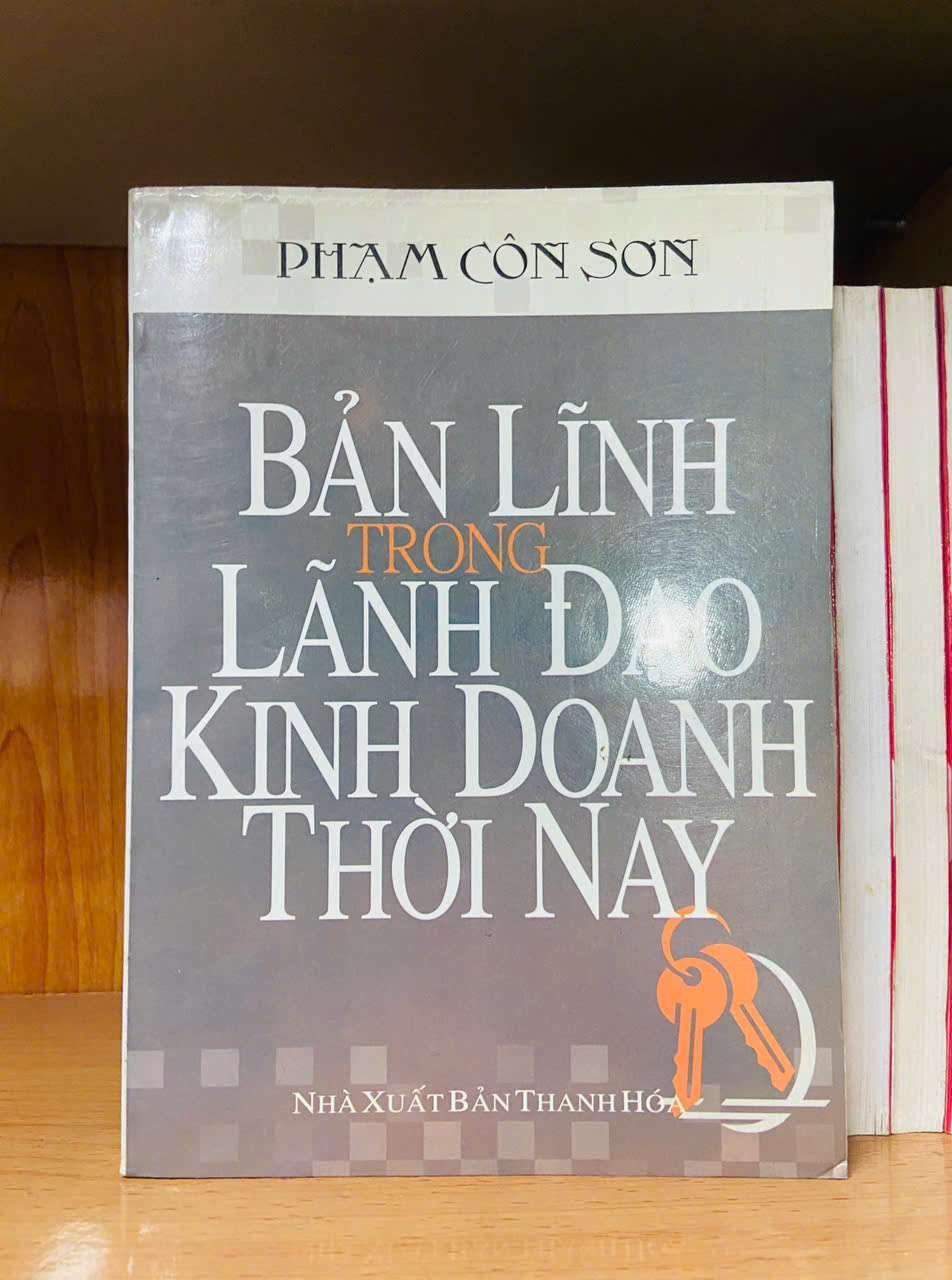 PHẠM CÔN SƠN
BẢN LĨNH
TRONG
LÃNH ĐẠO
KINH DOANH
THỜI NAY
NHÀ XUẤT BẢN THANH HÓA